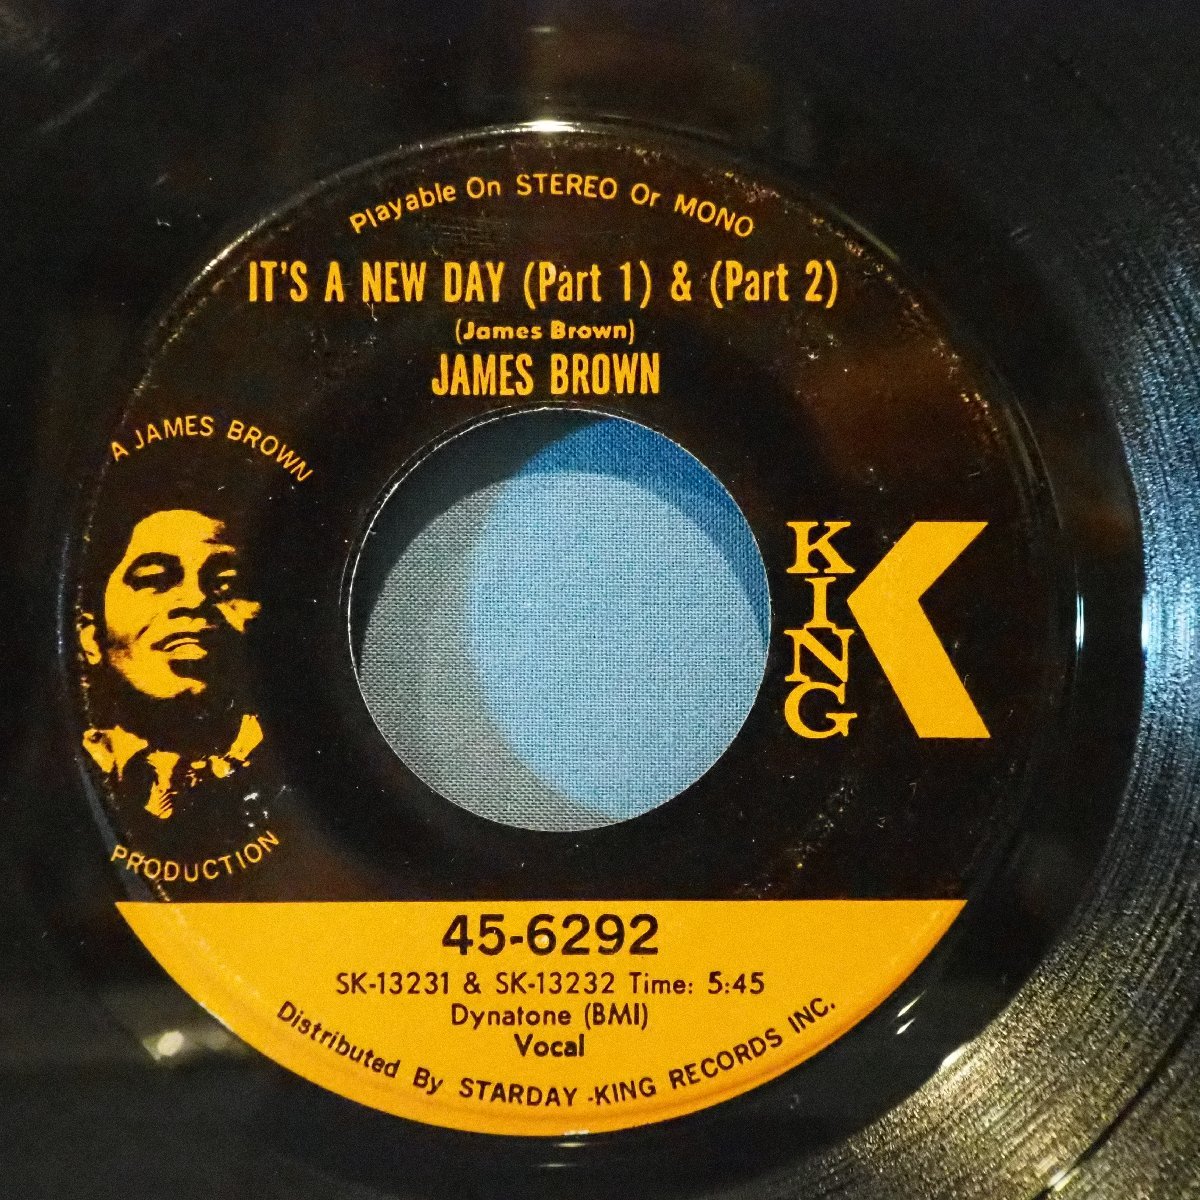 Playable On STEREO Or MONO
IT'S A NEW DAY (Part 1) & (Part 2)
(James Brown)
JAMES BROWN
A JAMES BROWN
PRODUCTION
KING
K
45-6292
SK-13231 & SK-13232 Time: 5:45
Dynatone (BMI)
Vocal
Distributed By STARDAY-KING RECORDS INC.